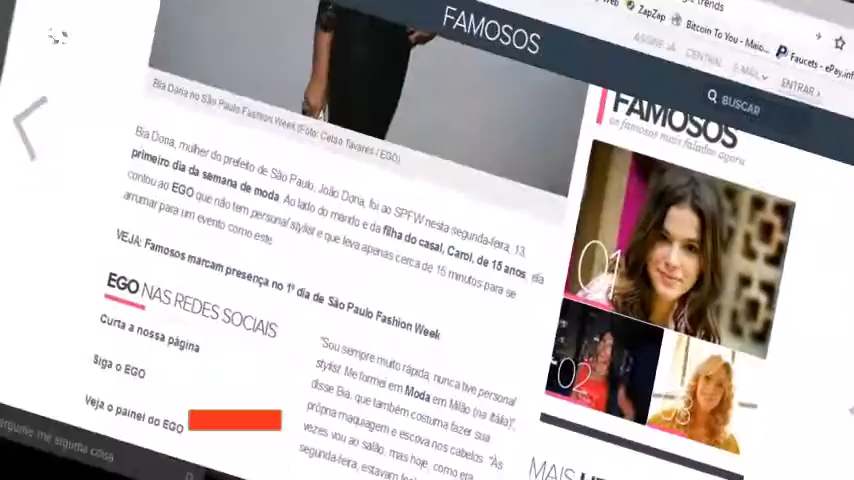 Trends
Web ZapZap Bitcoin To You - Maio... Faucets - ePay.inf
FAMOSOS
ASSINE JÁ CENTRAL E-MAIL ENTRAR ›
BUSCAR
Bia Doria no São Paulo Fashion Week (Foto: Celso Tavares / EGO)
Bia Doria, mulher do prefeito de São Paulo, João Doria, foi ao SPFW nesta segunda-feira, 13,
primeiro dia da semana de moda. Ao lado do marido e da filha do casal, Carol, de 15 anos, ela
contou ao EGO que não tem personal stylist e que leva apenas cerca de 15 minutos para se
arrumar para um evento como este.
VEJA: Famosos marcam presença no 1º dia de São Paulo Fashion Week
EGO NAS REDES SOCIAIS
Curta a nossa página
Siga o EGO
Veja o painel do EGO
"Sou sempre muito rápida, nunca tive personal
stylist. Me formei em Moda em Milão (na Itália)",
disse Bia, que também costuma fazer sua
própria maquiagem e escova nos cabelos. "Às
vezes vou ao salão, mas hoje, como era
segunda-feira, estavam
FAMOSOS
os famosos mais falados agora
01
02
03
MAIS
pergunte me alguma coisa